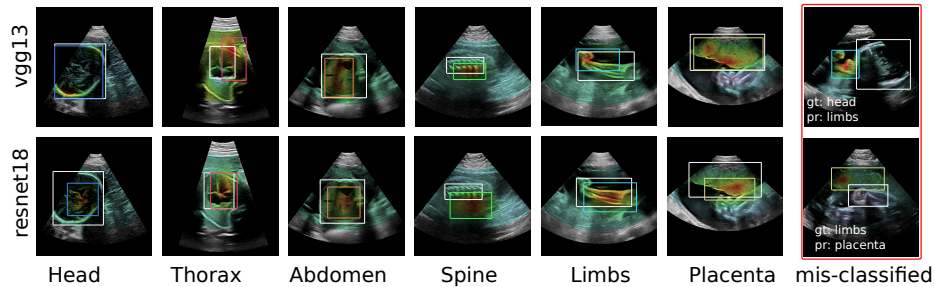 vgg13
gt: head
pr: limbs
resnet18
gt: limbs
pr: placenta
Head Thorax Abdomen Spine Limbs Placenta mis-classified